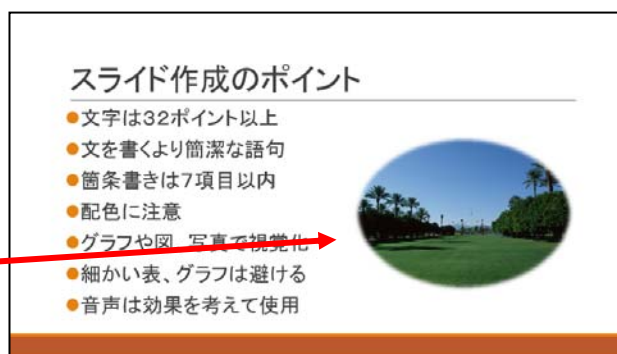 スライド作成のポイント
●文字は32ポイント以上
●文を書くより簡潔な語句
●箇条書きは7項目以内
●配色に注意
●グラフや図、写真で視覚化
●細かい表、グラフは避ける
●音声は効果を考えて使用